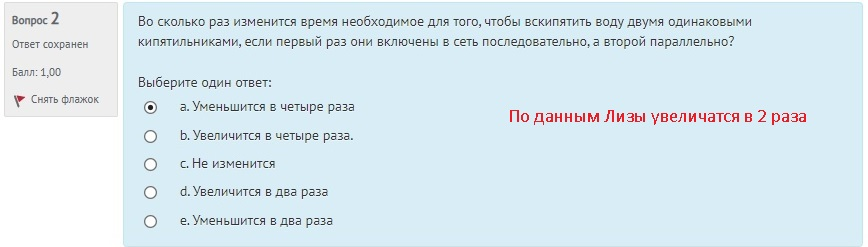 Вопрос 2
Ответ сохранен
Балл: 1,00
Снять флажок
Во сколько раз изменится время необходимое для того, чтобы вскипятить воду двумя одинаковыми
кипятильниками, если первый раз они включены в сеть последовательно, а второй параллельно?
Выберите один ответ:
a. Уменьшится в четыре раза
b. Увеличится в четыре раза.
c. Не изменится
d. Увеличится в два раза
e. Уменьшится в два раза
По данным Лизы увеличатся в 2 раза